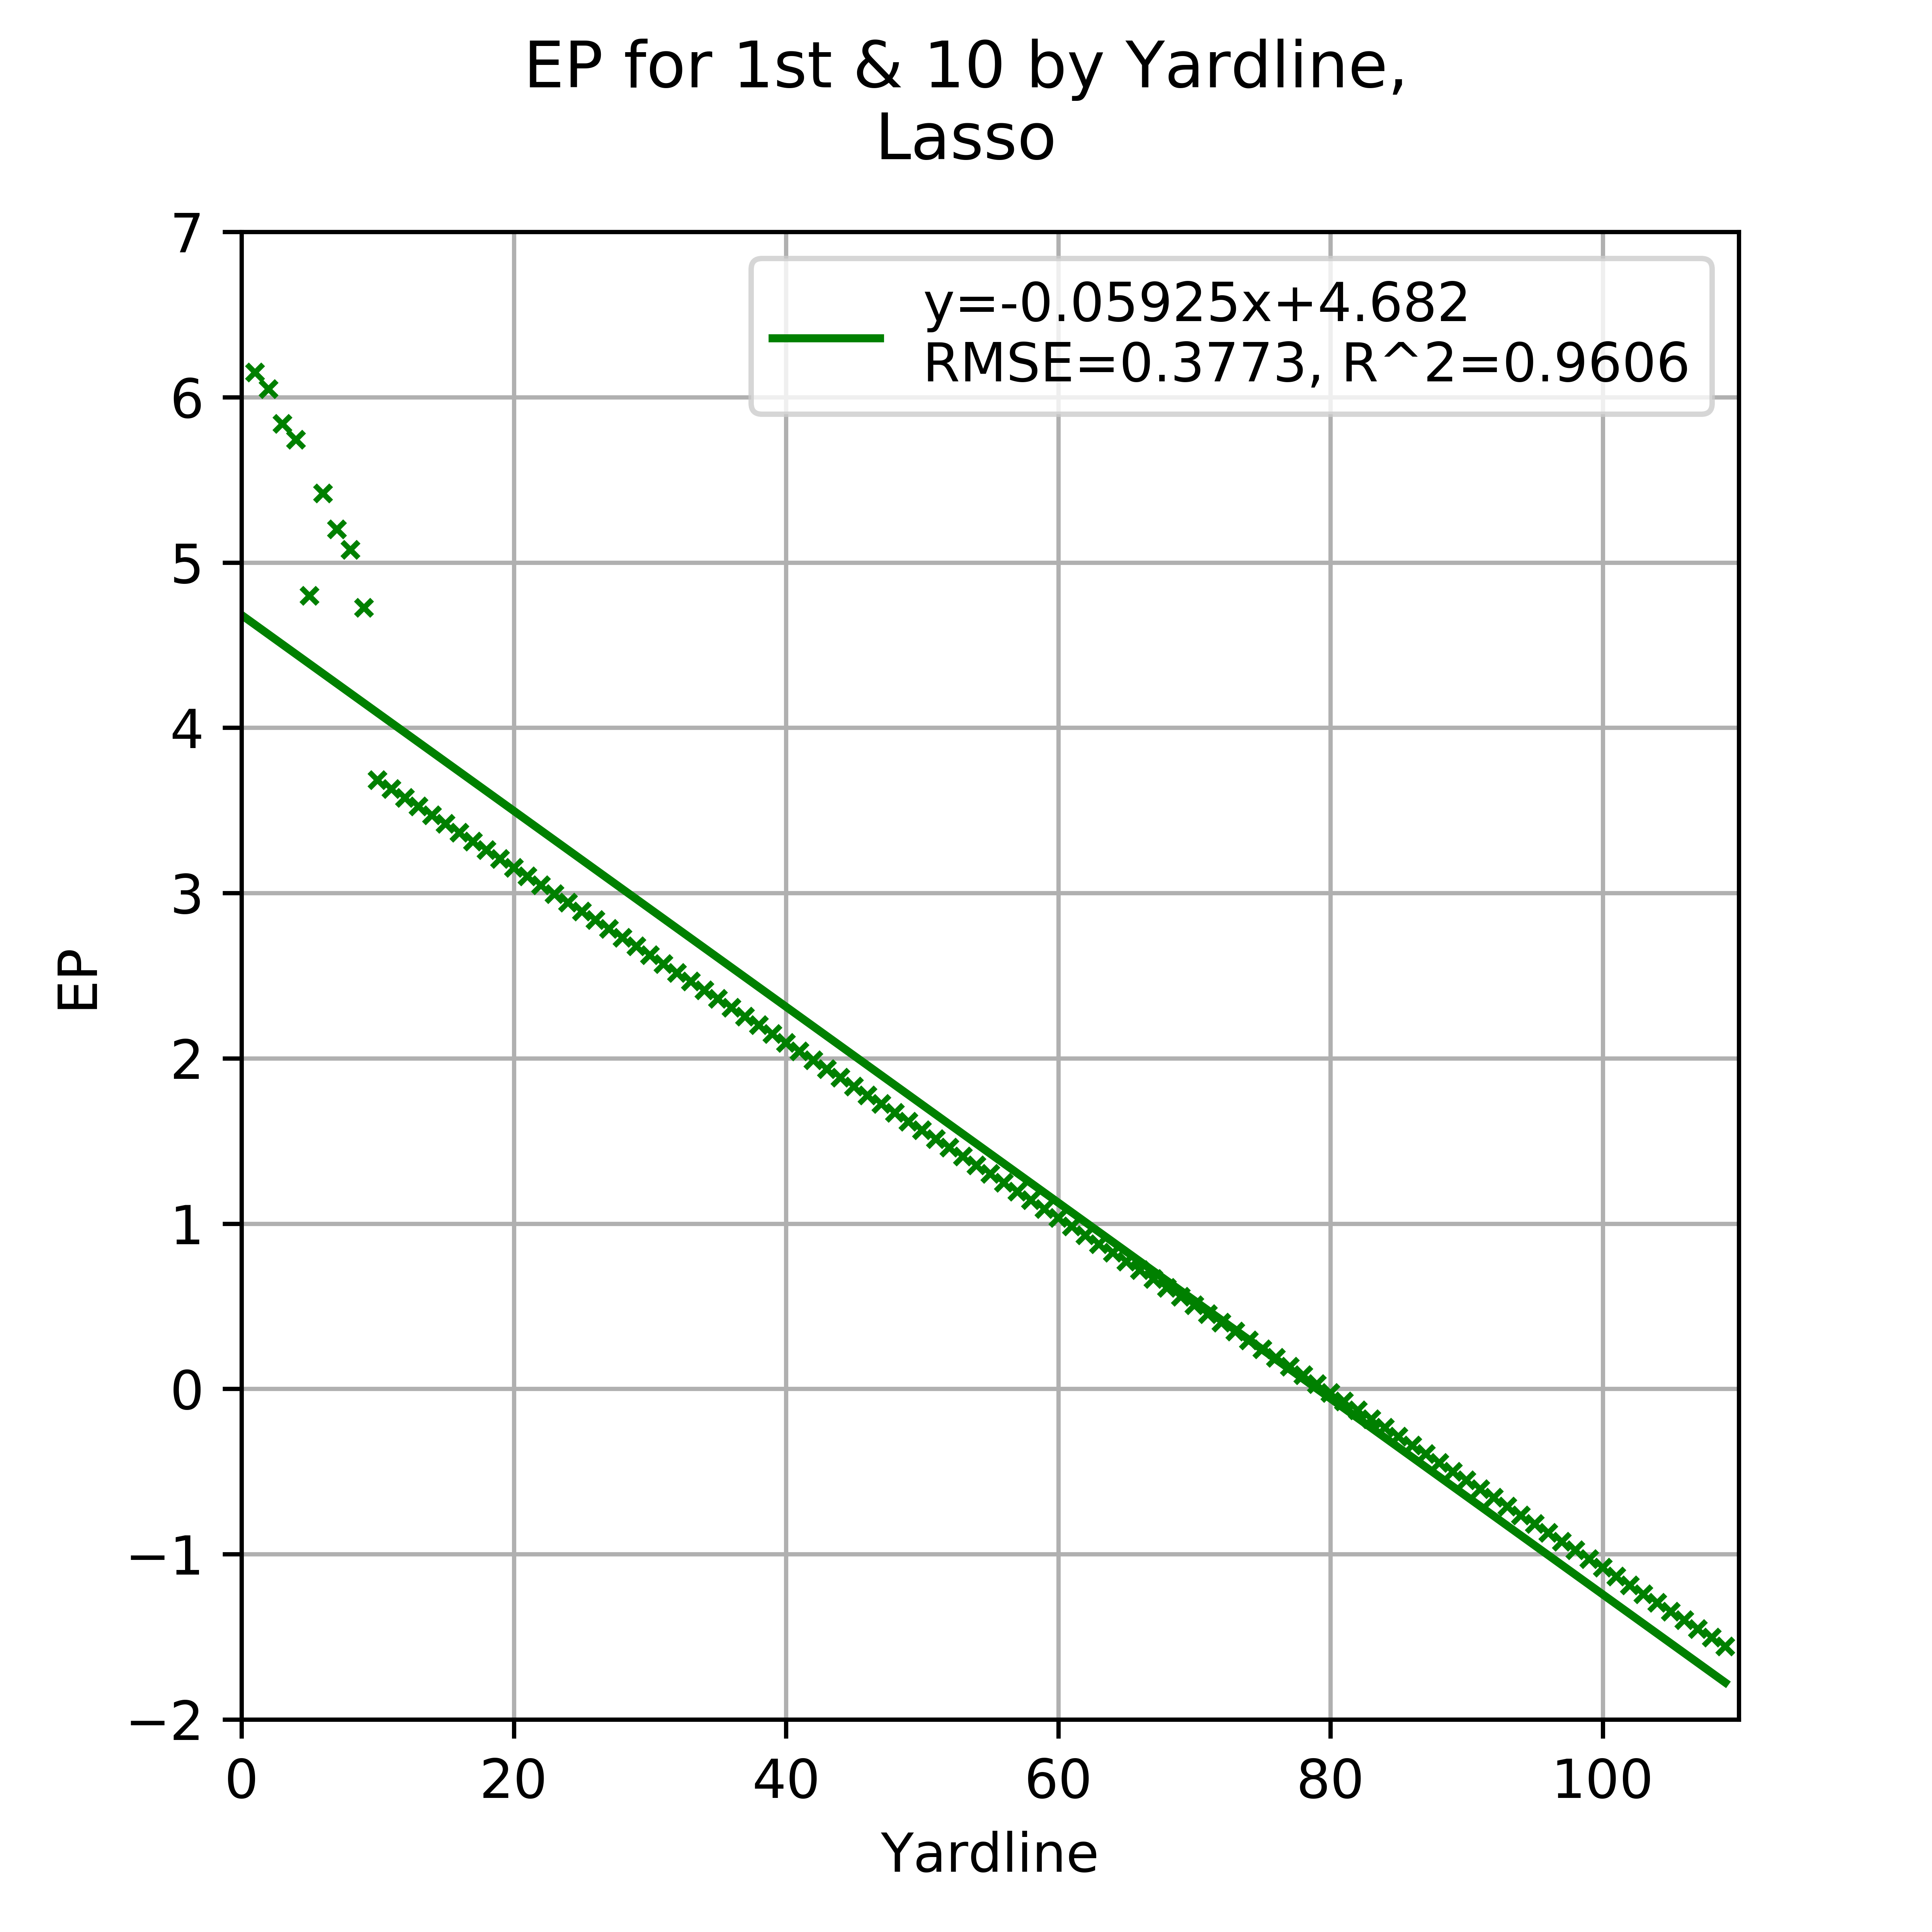 EP for 1st & 10 by Yardline,
Lasso
y=-0.05925x+4.682
RMSE=0.3773, R^2=0.9606
7
6
5
4
3
2
1
0
−1
−2
EP
0 20 40 60 80 100
Yardline